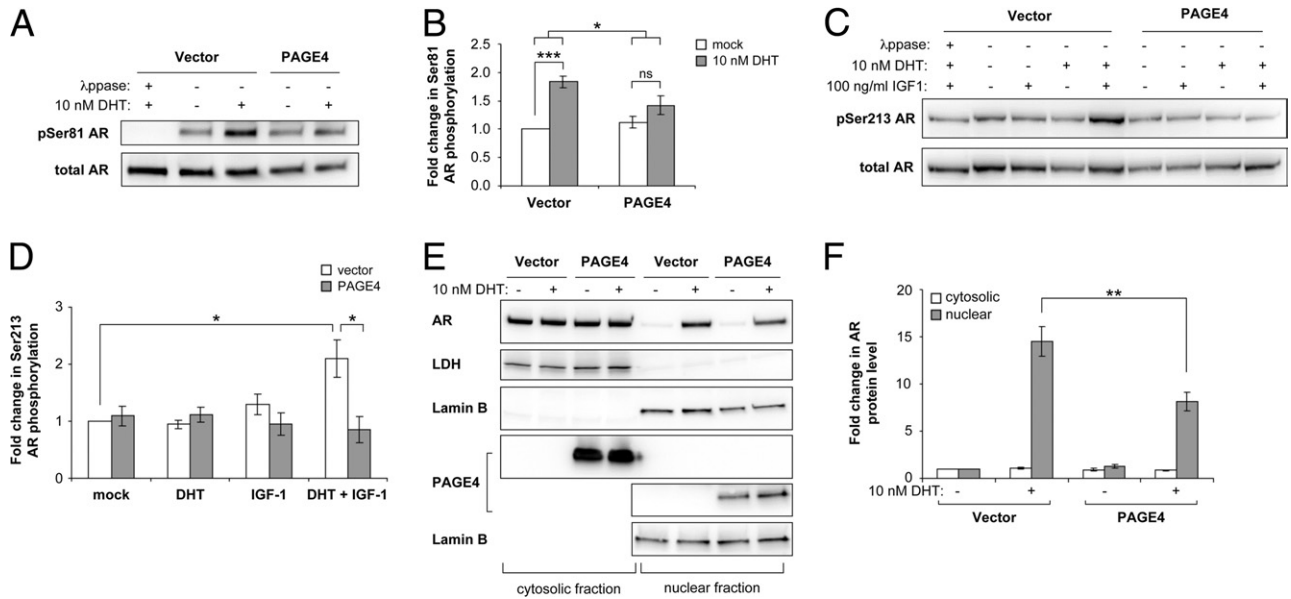 A
Vector PAGE4
λppase: + - - - -
10 nM DHT: + - + - +
pSer81 AR
total AR
B
Fold change in Ser81
AR phosphorylation
2.5
2.0
1.5
1.0
0.5
0.0
*
*** ns
mock
10 nM DHT
Vector PAGE4
C
Vector PAGE4
λppase: + - - - - - - - -
10 nM DHT: + - - + + - - + +
100 ng/ml IGF1: + - + - + - + - +
pSer213 AR
total AR
D
Fold change in Ser213
AR phosphorylation
3
2
1
0
vector
PAGE4
* *
mock DHT IGF-1 DHT + IGF-1
E
Vector PAGE4 Vector PAGE4
10 nM DHT: - + - + - + - +
AR
LDH
Lamin B
PAGE4
Lamin B
cytosolic fraction nuclear fraction
F
Fold change in AR
protein level
20
15
10
5
0
cytosolic
nuclear
**
10 nM DHT: - + - +
Vector PAGE4